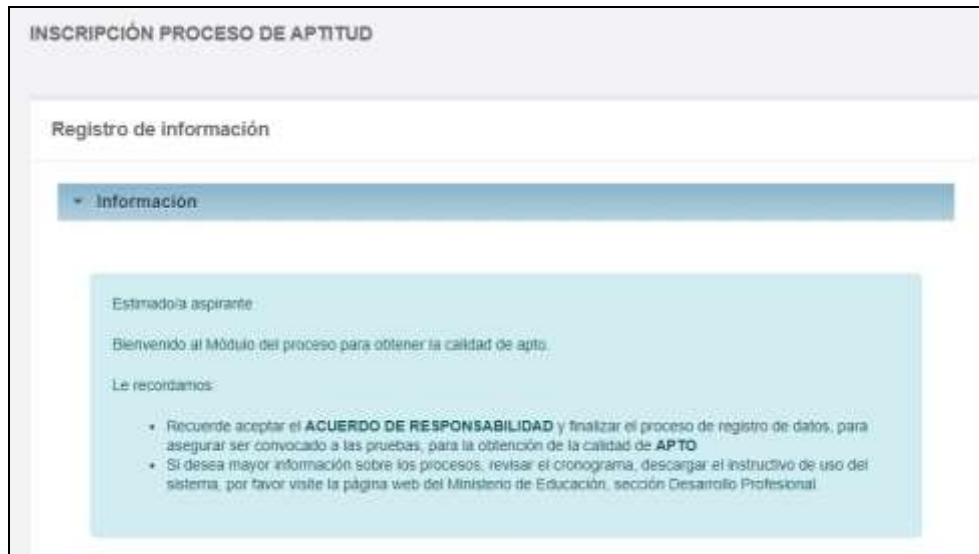 INSCRIPCIÓN PROCESO DE APTITUD
Registro de información
Información
Estimado/a aspirante
Bienvenido al Módulo del proceso para obtener la calidad de apto.
Le recordamos:
Recuerde aceptar el ACUERDO DE RESPONSABILIDAD y finalizar el proceso de registro de datos, para
asegurar ser convocado a las pruebas, para la obtención de la calidad de APTO
Si desea mayor información sobre los procesos, revisar el cronograma, descargar el instructivo de uso del
sistema, por favor visite la página web del Ministerio de Educación, sección Desarrollo Profesional.